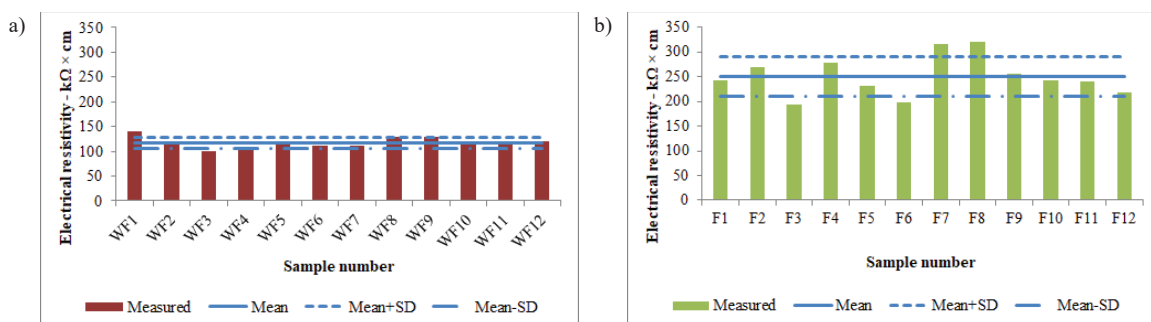 a)
Electrical resistivity - kΩ × cm
350
300
250
200
150
100
50
0
WF1 WF2 WF3 WF4 WF5 WF6 WF7 WF8 WF9 WF10 WF11 WF12
Sample number
Measured Mean Mean+SD Mean-SD
b)
Electrical resistivity - kΩ × cm
350
300
250
200
150
100
50
0
F1 F2 F3 F4 F5 F6 F7 F8 F9 F10 F11 F12
Sample number
Measured Mean Mean+SD Mean-SD